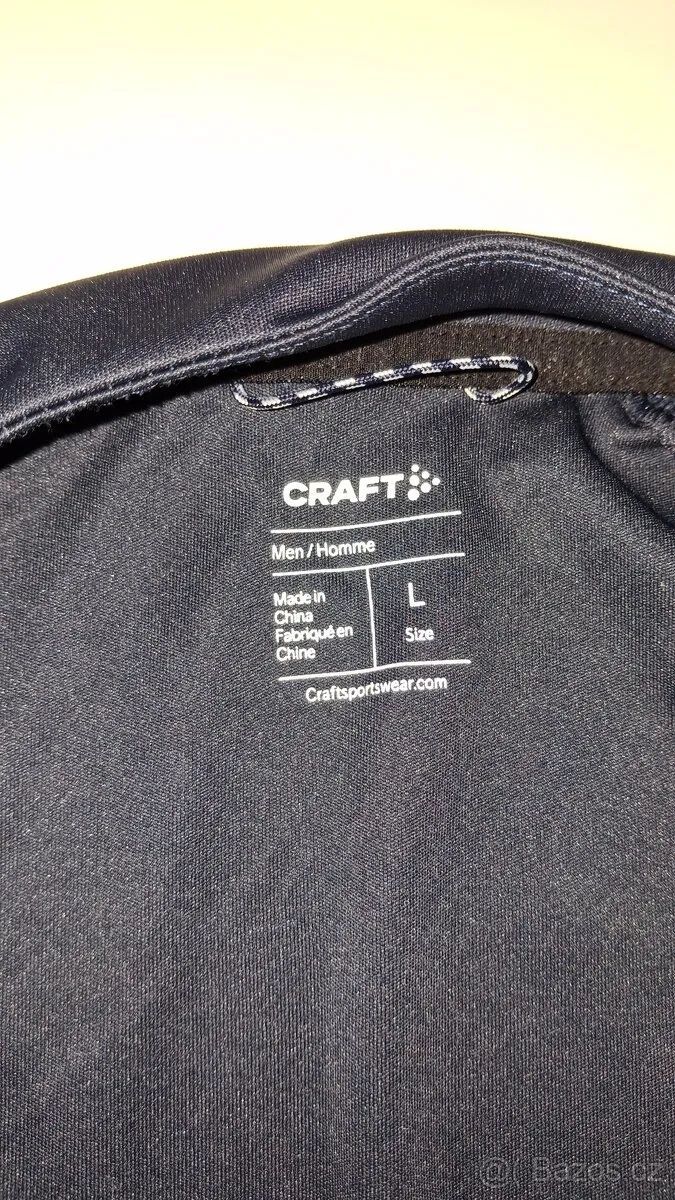 CRAFT
Men / Homme
Made in
China
Fabriqué en
Chine
L
Size
Craftsportswear.com
@ Bazos.cz